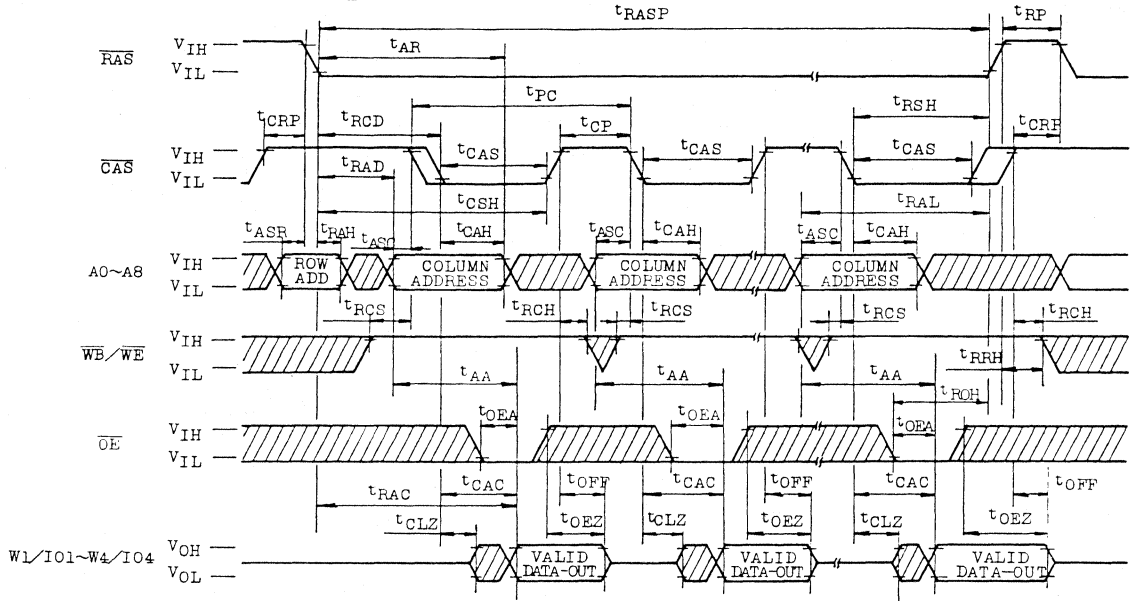 tRASP
tRP
tAR
RAS
VIH
VIL
tPC
tRSH
tCRP
tRCD
tCP
tCRP
CAS
VIH
VIL
tCAS
tCAS
tCAS
tRAD
tCSH
tRAL
tASR
tRAH
tASC
tCAH
tASC
tCAH
tASC
tCAH
A0~A8
VIH
VIL
ROW ADD
COLUMN ADDRESS
COLUMN ADDRESS
COLUMN ADDRESS
tRCS
tRCH
tRCS
tRCS
tRCH
WB/WE
VIH
VIL
tRRH
tAA
tAA
tAA
tROH
tOEA
tOEA
tOEA
OE
VIH
VIL
tRAC
tCAC
tOFF
tCAC
tOFF
tCAC
tOFF
tCLZ
tOEZ
tCLZ
tOEZ
tCLZ
tOEZ
W1/IO1~W4/IO4
VOH
VOL
VALID DATA-OUT
VALID DATA-OUT
VALID DATA-OUT